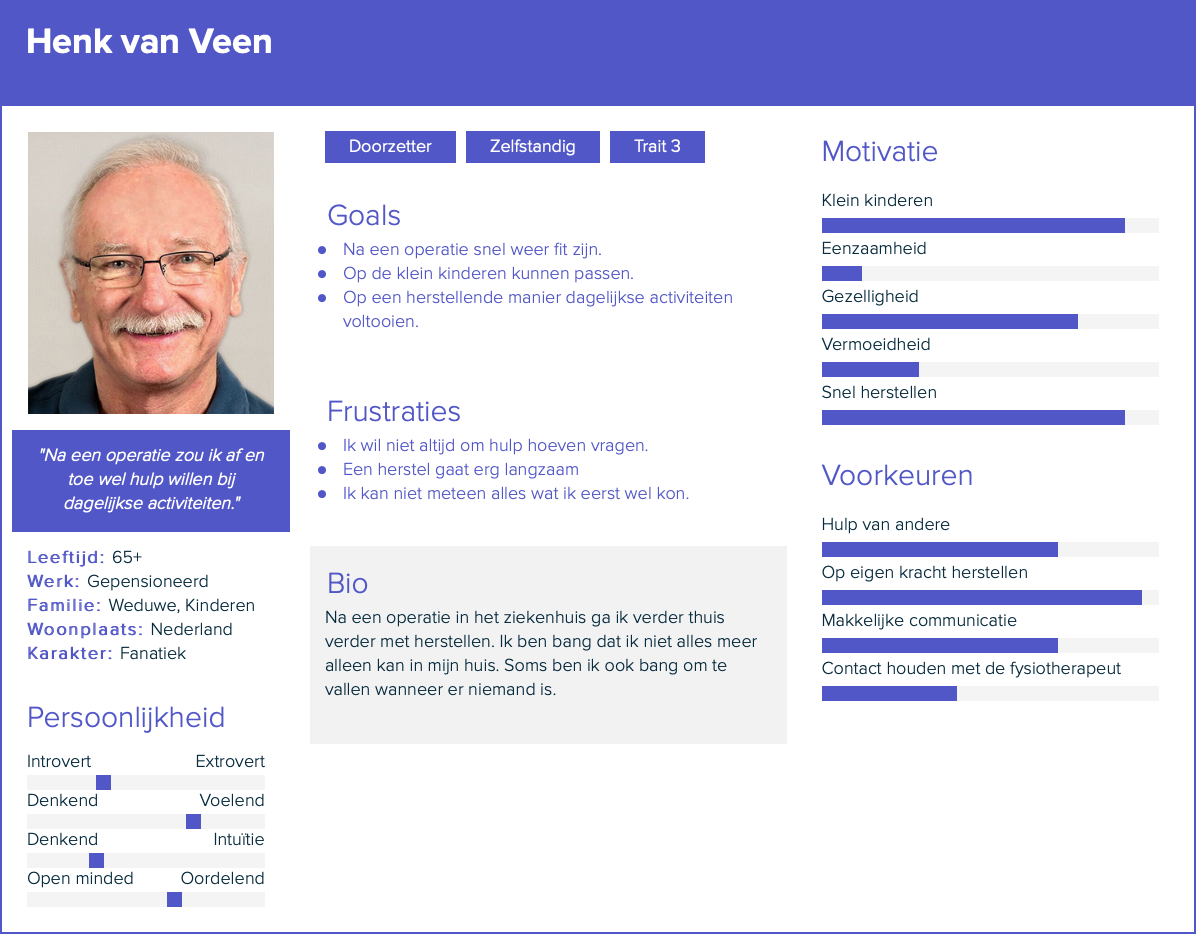 Henk van Veen
Doorzetter
Zelfstandig
Trait 3
"Na een operatie zou ik af en
toe wel hulp willen bij
dagelijkse activiteiten."
Leeftijd: 65+
Werk: Gepensioneerd
Familie: Weduwe, Kinderen
Woonplaats: Nederland
Karakter: Fanatiek
Persoonlijkheid
Introvert Extrovert
Denkend Voelend
Denkend Intuïtie
Open minded Oordelend
Goals
Na een operatie snel weer fit zijn.
Op de klein kinderen kunnen passen.
Op een herstellende manier dagelijkse activiteiten
voltooien.
Frustraties
Ik wil niet altijd om hulp hoeven vragen.
Een herstel gaat erg langzaam
Ik kan niet meteen alles wat ik eerst wel kon.
Bio
Na een operatie in het ziekenhuis ga ik verder thuis
verder met herstellen. Ik ben bang dat ik niet alles meer
alleen kan in mijn huis. Soms ben ik ook bang om te
vallen wanneer er niemand is.
Motivatie
Klein kinderen
Eenzaamheid
Gezelligheid
Vermoeidheid
Snel herstellen
Voorkeuren
Hulp van andere
Op eigen kracht herstellen
Makkelijke communicatie
Contact houden met de fysiotherapeut